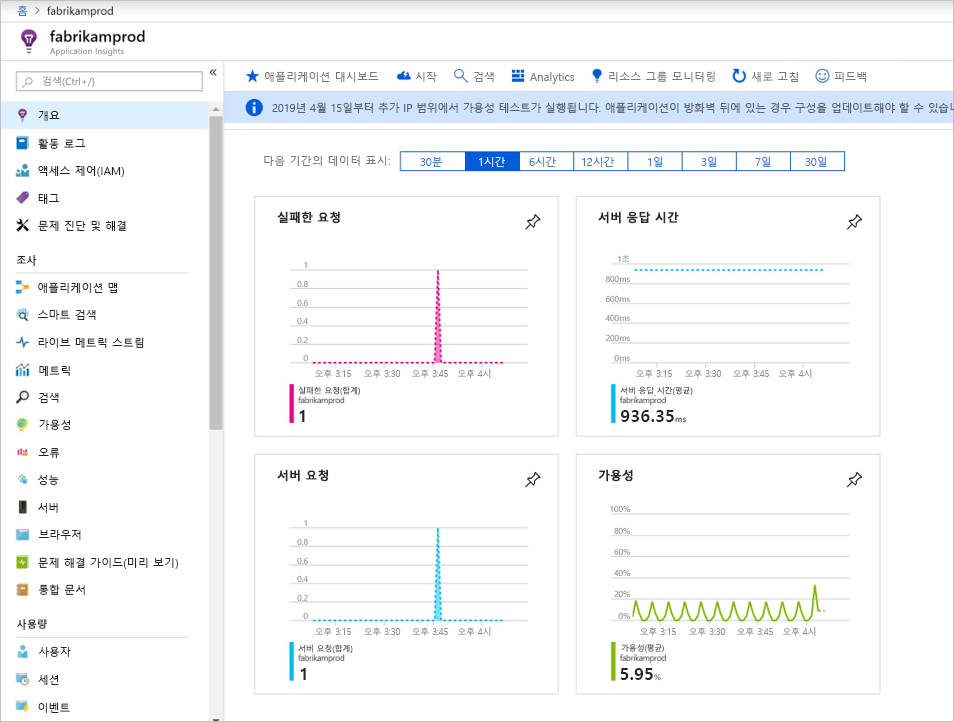 홈 > fabrikamprod
fabrikamprod
Application Insights
검색(Ctrl+/)
«
개요
활동 로그
액세스 제어(IAM)
태그
문제 진단 및 해결
조사
애플리케이션 맵
스마트 검색
라이브 메트릭 스트림
메트릭
검색
가용성
오류
성능
서버
브라우저
문제 해결 가이드(미리 보기)
통합 문서
사용량
사용자
세션
이벤트
애플리케이션 대시보드 시작 검색 Analytics 리소스 그룹 모니터링 새로 고침 피드백
2019년 4월 15일부터 추가 IP 범위에서 가용성 테스트가 실행됩니다. 애플리케이션이 방화벽 뒤에 있는 경우 구성을 업데이트해야 할 수 있습니
다음 기간의 데이터 표시: 30분 1시간 6시간 12시간 1일 3일 7일 30일
실패한 요청
1
0.8
0.6
0.4
0.2
0
오후 3:15 오후 3:30 오후 3:45 오후 4시
실패한 요청(합계)
fabrikamprod
1
서버 응답 시간
1초
800ms
600ms
400ms
200ms
0ms
오후 3:15 오후 3:30 오후 3:45 오후 4시
서버 응답 시간(평균)
fabrikamprod
936.35ms
서버 요청
1
0.8
0.6
0.4
0.2
0
오후 3:15 오후 3:30 오후 3:45 오후 4시
서버 요청(합계)
fabrikamprod
1
가용성
100%
80%
60%
40%
20%
0%
오후 3:15 오후 3:30 오후 3:45 오후 4시
가용성(평균)
fabrikamprod
5.95%